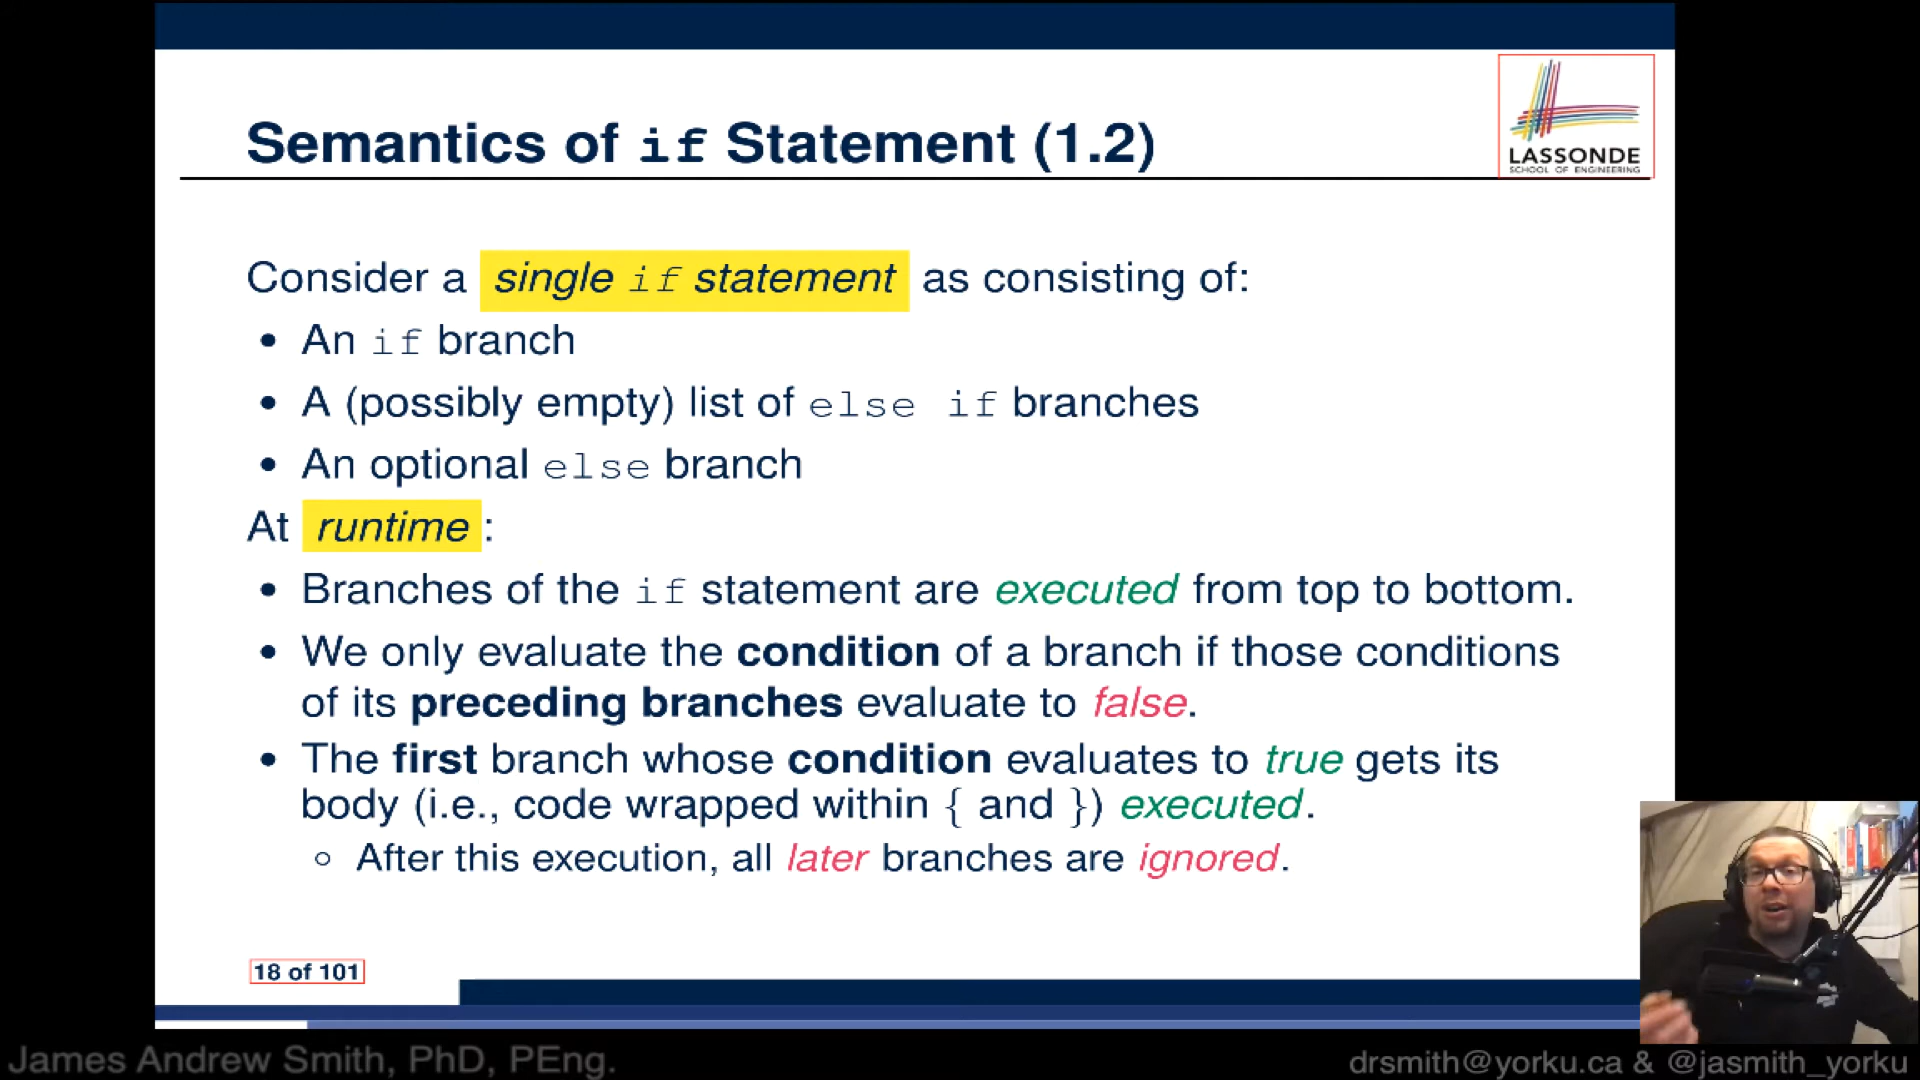 LASSONDE
SCHOOL OF ENGINEERING
Semantics of if Statement (1.2)
Consider a single if statement as consisting of:
• An if branch
• A (possibly empty) list of else if branches
• An optional else branch
At runtime:
• Branches of the if statement are executed from top to bottom.
• We only evaluate the condition of a branch if those conditions
of its preceding branches evaluate to false.
• The first branch whose condition evaluates to true gets its
body (i.e., code wrapped within { and }) executed.
○ After this execution, all later branches are ignored.
18 of 101
James Andrew Smith, PhD, PEng.
drsmith@yorku.ca & @jasmith_yorku